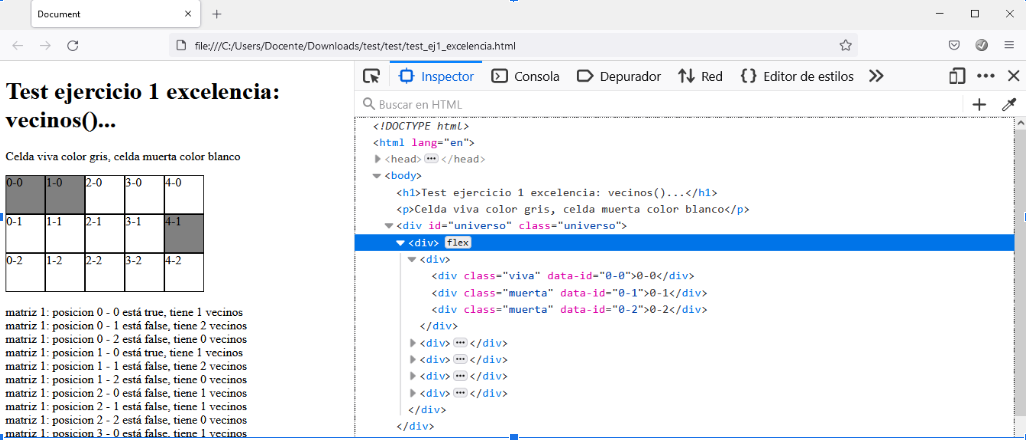 Document
file:///C:/Users/Docente/Downloads/test/test/test_ej1_excelencia.html
Test ejercicio 1 excelencia:
vecinos()...
Celda viva color gris, celda muerta color blanco
0-0 1-0 2-0 3-0 4-0
0-1 1-1 2-1 3-1 4-1
0-2 1-2 2-2 3-2 4-2
matriz 1: posicion 0 - 0 está true, tiene 1 vecinos
matriz 1: posicion 0 - 1 está false, tiene 2 vecinos
matriz 1: posicion 0 - 2 está false, tiene 0 vecinos
matriz 1: posicion 1 - 0 está true, tiene 1 vecinos
matriz 1: posicion 1 - 1 está false, tiene 2 vecinos
matriz 1: posicion 1 - 2 está false, tiene 0 vecinos
matriz 1: posicion 2 - 0 está false, tiene 1 vecinos
matriz 1: posicion 2 - 1 está false, tiene 1 vecinos
matriz 1: posicion 2 - 2 está false, tiene 0 vecinos
matriz 1: posicion 3 - 0 está false, tiene 1 vecinos
Inspector Consola Depurador Red {} Editor de estilos
Buscar en HTML
<!DOCTYPE html>
<html lang="en">
<head> ••• </head>
<body>
<h1>Test ejercicio 1 excelencia: vecinos()...</h1>
<p>Celda viva color gris, celda muerta color blanco</p>
<div id="universo" class="universo">
<div> flex
<div>
<div class="viva" data-id="0-0">0-0</div>
<div class="muerta" data-id="0-1">0-1</div>
<div class="muerta" data-id="0-2">0-2</div>
</div>
<div> ••• </div>
<div> ••• </div>
<div> ••• </div>
<div> ••• </div>
</div>
</div>